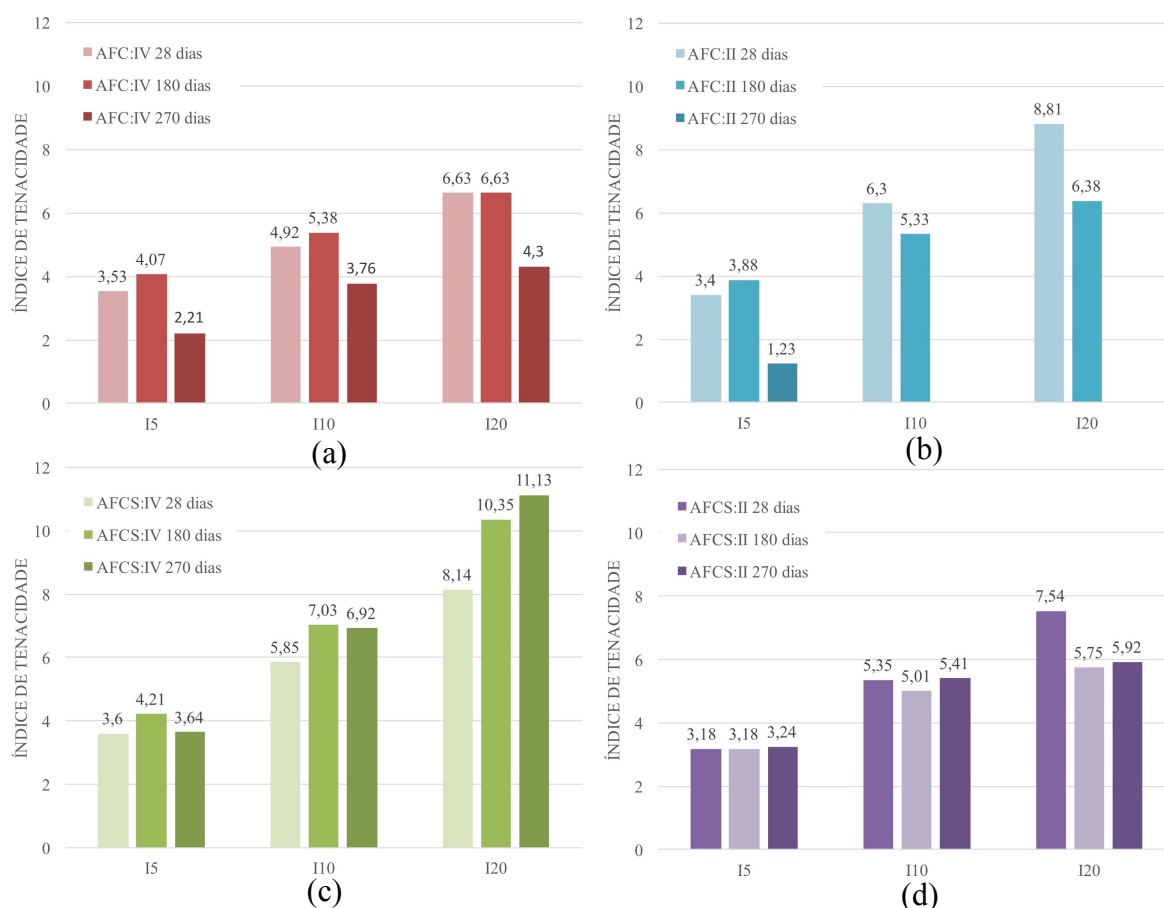 12
10
8
6
4
2
0
ÍNDICE DE TENACIDADE
AFC:IV 28 dias
AFC:IV 180 dias
AFC:IV 270 dias
3,53
4,07
2,21
4,92
5,38
3,76
6,63
6,63
4,3
I5
I10
I20
(a)
12
10
8
6
4
2
0
ÍNDICE DE TENACIDADE
AFC:II 28 dias
AFC:II 180 dias
AFC:II 270 dias
3,4
3,88
1,23
6,3
5,33
8,81
6,38
I5
I10
I20
(b)
12
10
8
6
4
2
0
ÍNDICE DE TENACIDADE
AFCS:IV 28 dias
AFCS:IV 180 dias
AFCS:IV 270 dias
3,6
4,21
3,64
5,85
7,03
6,92
8,14
10,35
11,13
I5
I10
I20
(c)
12
10
8
6
4
2
0
ÍNDICE DE TENACIDADE
AFCS:II 28 dias
AFCS:II 180 dias
AFCS:II 270 dias
3,18
3,18
3,24
5,35
5,01
5,41
7,54
5,75
5,92
I5
I10
I20
(d)